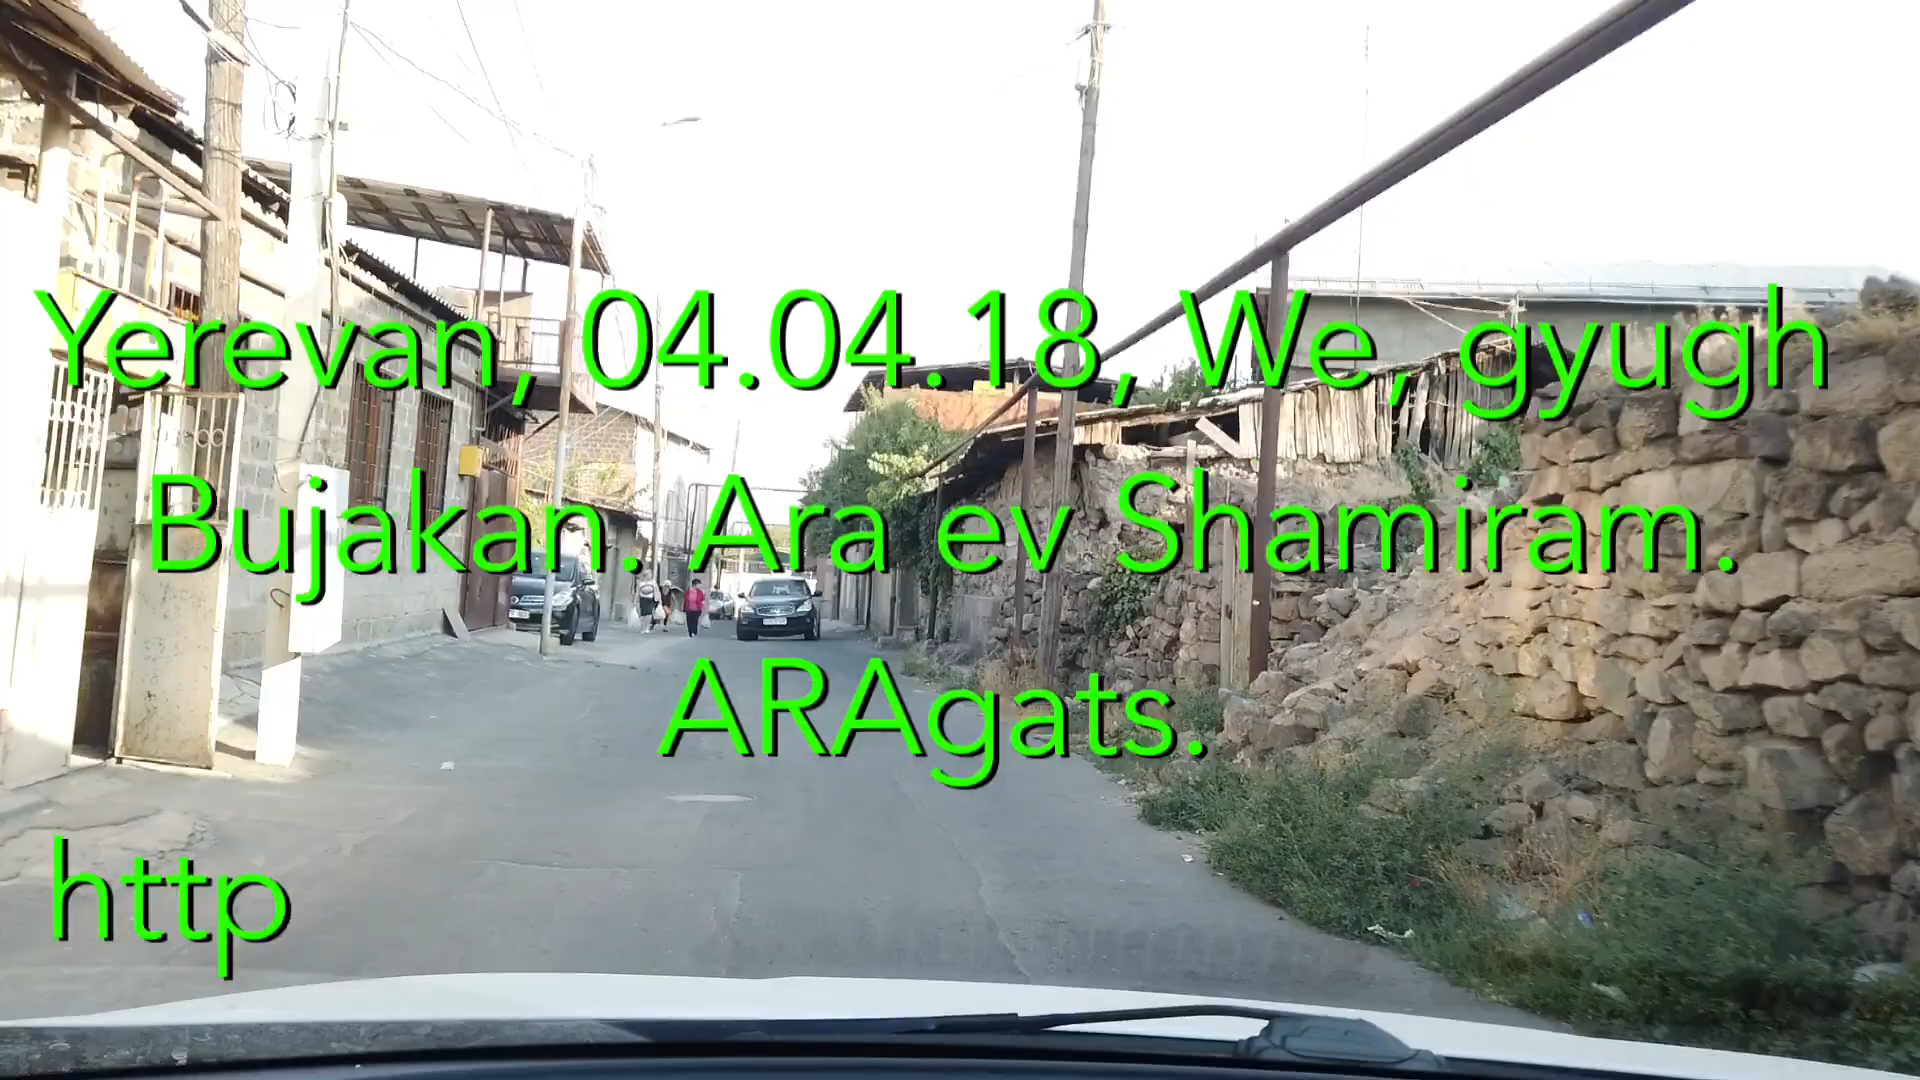 Yerevan, 04.04.18, We, gyugh
Bujakan. Ara ev Shamiram.
ARAgats.
http